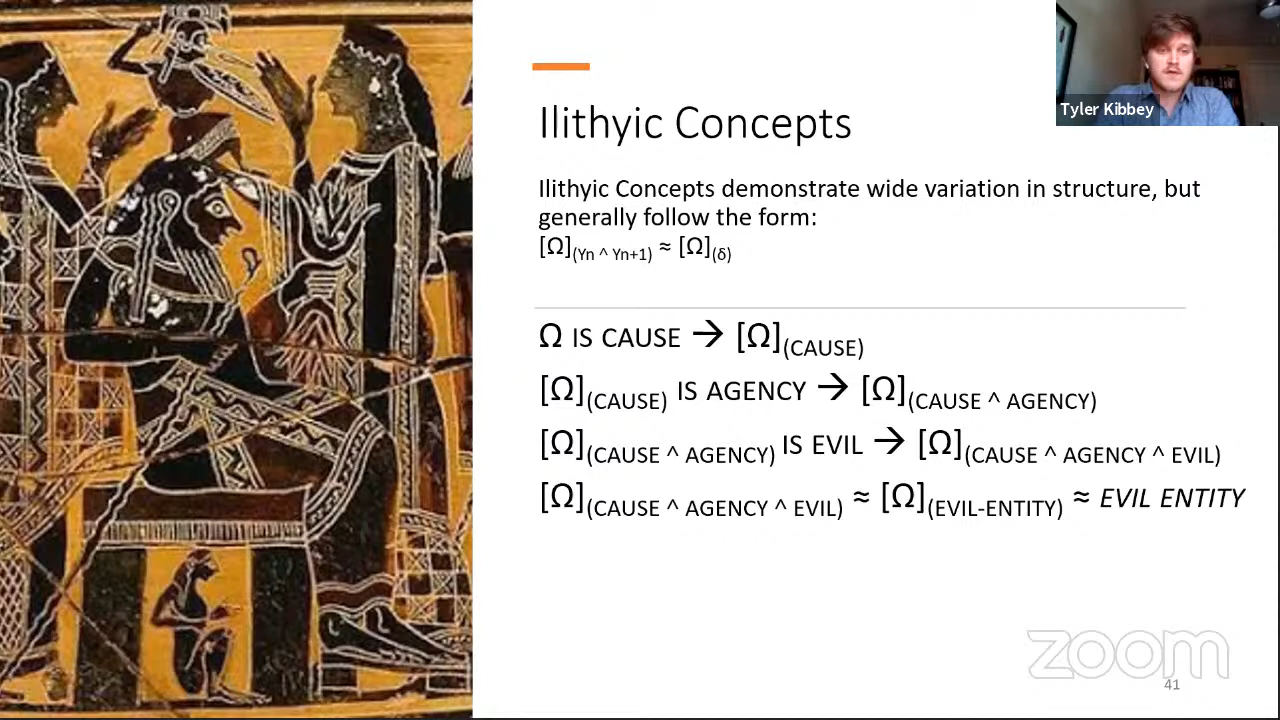 Tyler Kibbey
Ilithyic Concepts
Ilithyic Concepts demonstrate wide variation in structure, but
generally follow the form:
[Ω](Yn ^ Yn+1) ≈ [Ω](δ)
Ω IS CAUSE → [Ω](CAUSE)
[Ω](CAUSE) IS AGENCY → [Ω](CAUSE ^ AGENCY)
[Ω](CAUSE ^ AGENCY) IS EVIL → [Ω](CAUSE ^ AGENCY ^ EVIL)
[Ω](CAUSE ^ AGENCY ^ EVIL) ≈ [Ω](EVIL-ENTITY) ≈ EVIL ENTITY
zoom
41